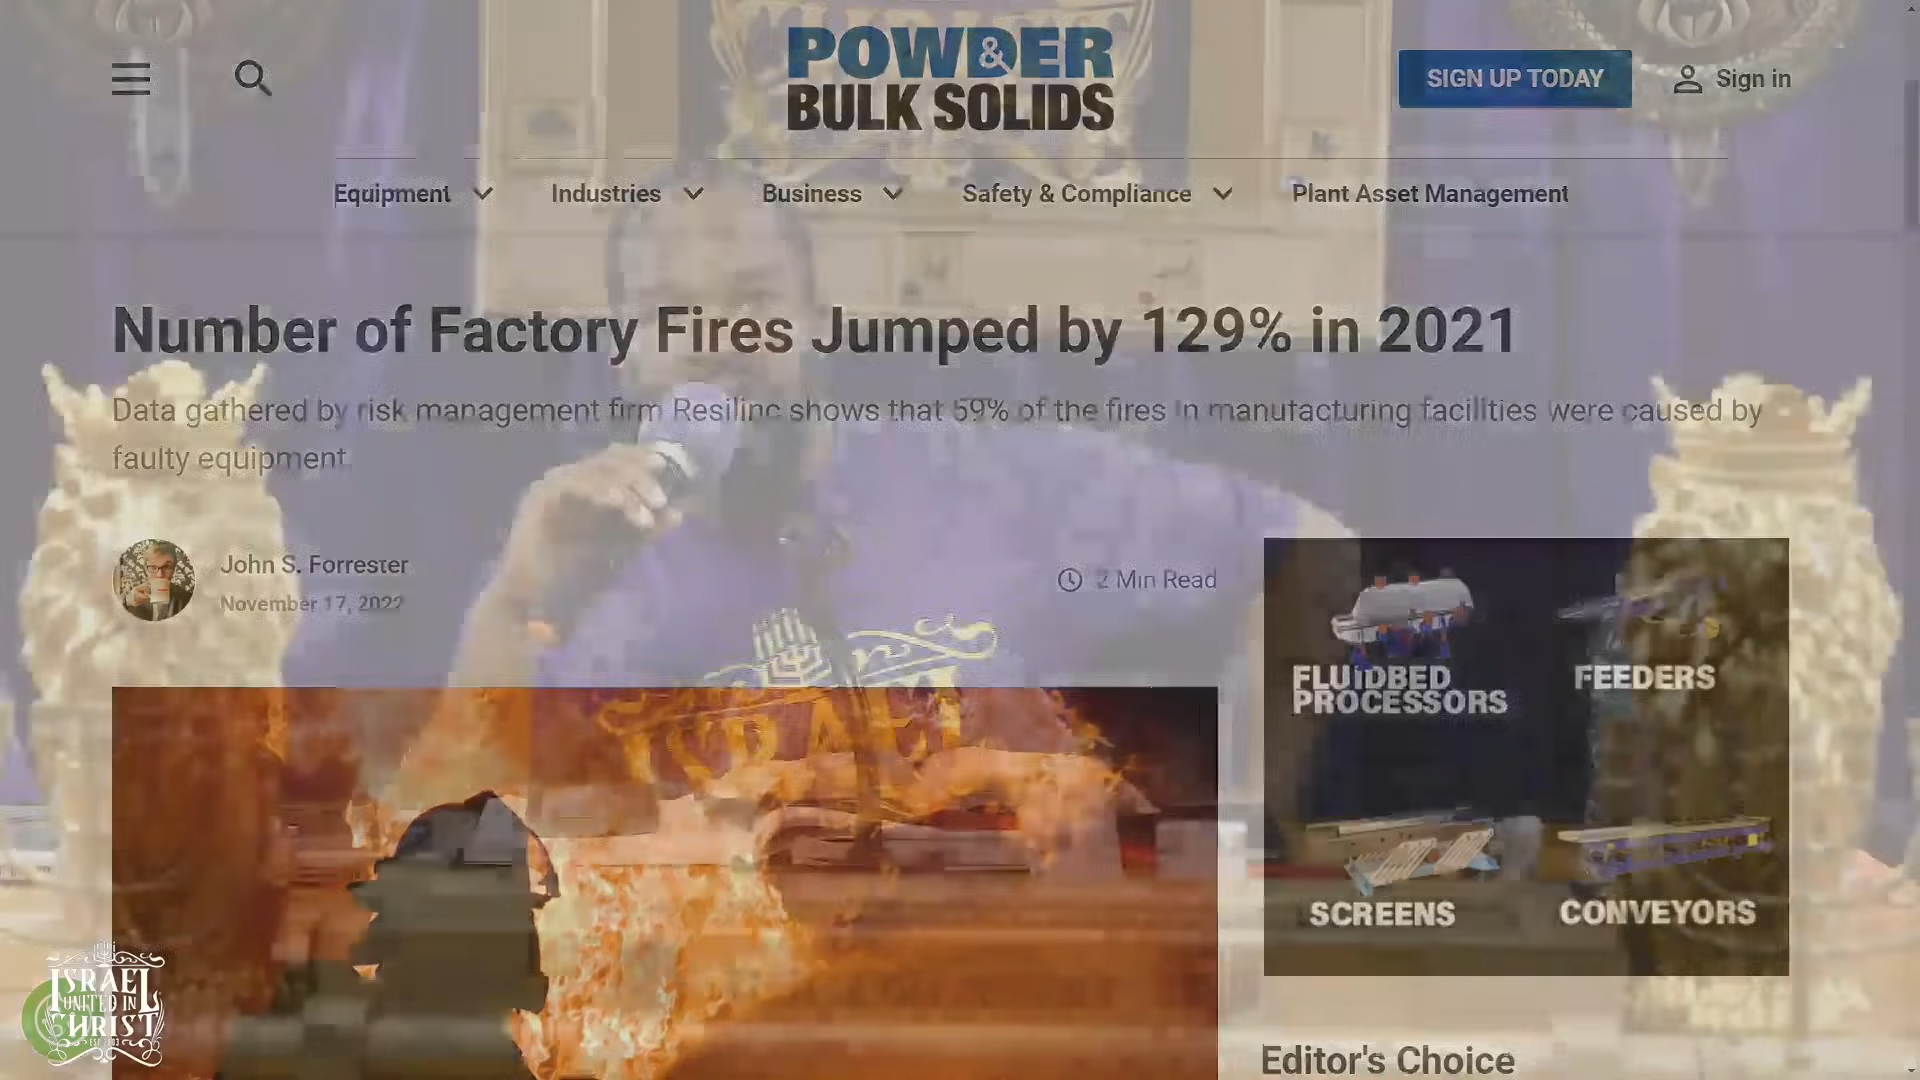 POWDER
&
BULK SOLIDS
SIGN UP TODAY
Sign in
Equipment
Industries
Business
Safety & Compliance
Plant Asset Management
Number of Factory Fires Jumped by 129% in 2021
Data gathered by risk management firm Resilinc shows that 59% of the fires in manufacturing facilities were caused by
faulty equipment.
John S. Forrester
November 17, 2022
2 Min Read
ISRAEL
FLUIDBED
PROCESSORS
FEEDERS
SCREENS
CONVEYORS
ISRAEL
UNITED IN
CHRIST
Editor's Choice